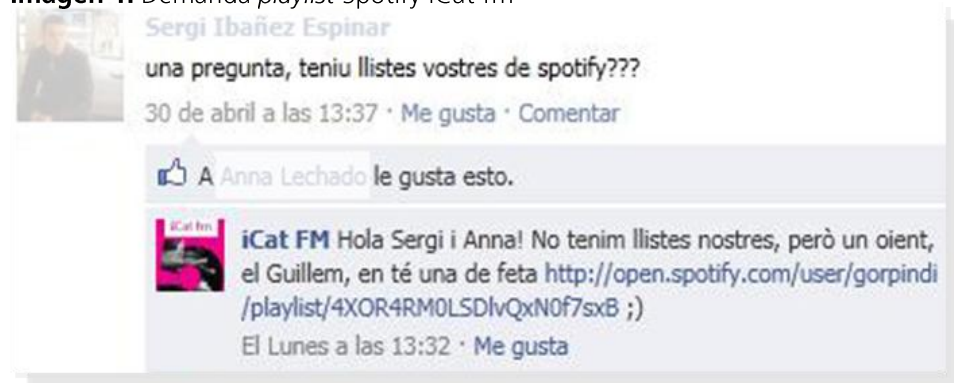 Imagen 4. Demanda playlist Spotify iCat fm
Sergi Ibañez Espinar
una pregunta, teniu llistes vostres de spotify???
30 de abril a las 13:37 · Me gusta · Comentar
A Anna Lechado le gusta esto.
iCat fm
iCat FM Hola Sergi i Anna! No tenim llistes nostres, però un oient,
el Guillem, en té una de feta http://open.spotify.com/user/gorpindi
/playlist/4XOR4RM0LSDlvQxN0f7sxB ;)
El Lunes a las 13:32 · Me gusta